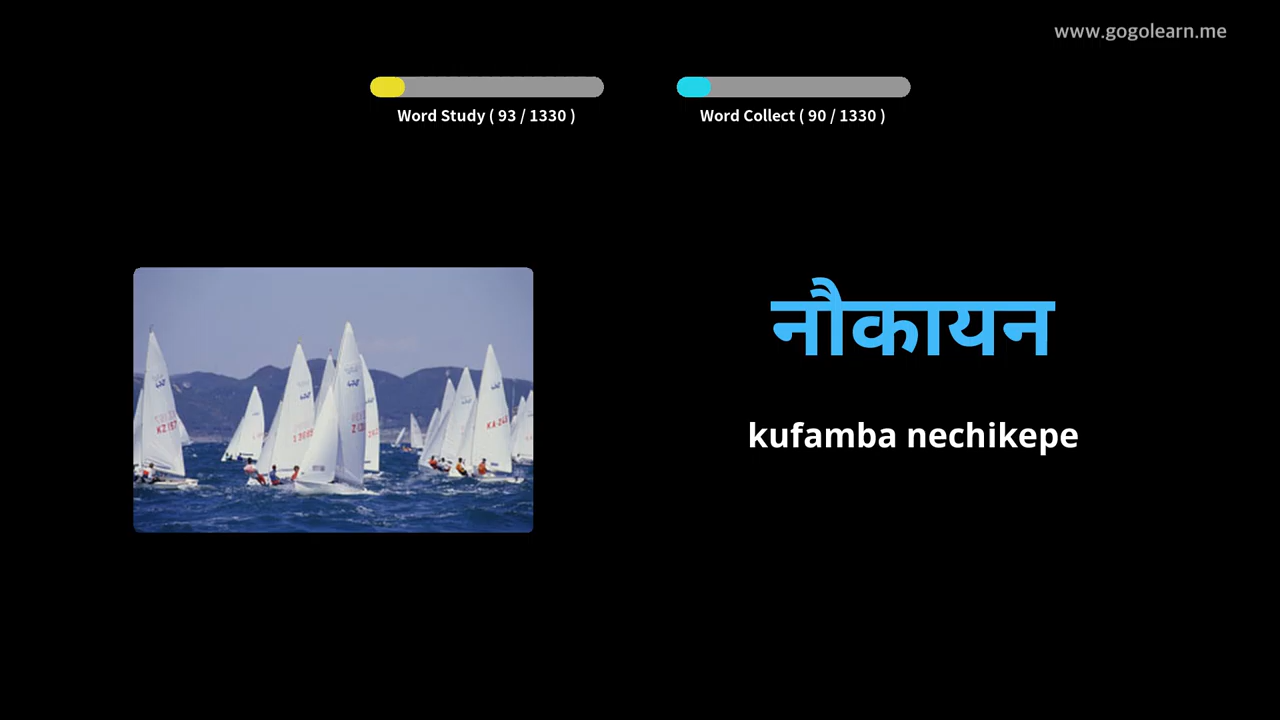 www.gogolearn.me
Word Study ( 93 / 1330 )
Word Collect ( 90 / 1330 )
नौकायन
kufamba nechikepe